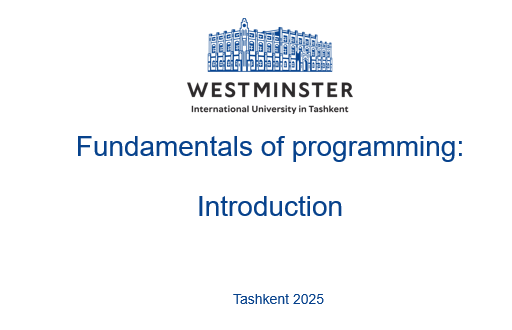 WESTMINSTER
International University in Tashkent
Fundamentals of programming:
Introduction
Tashkent 2025